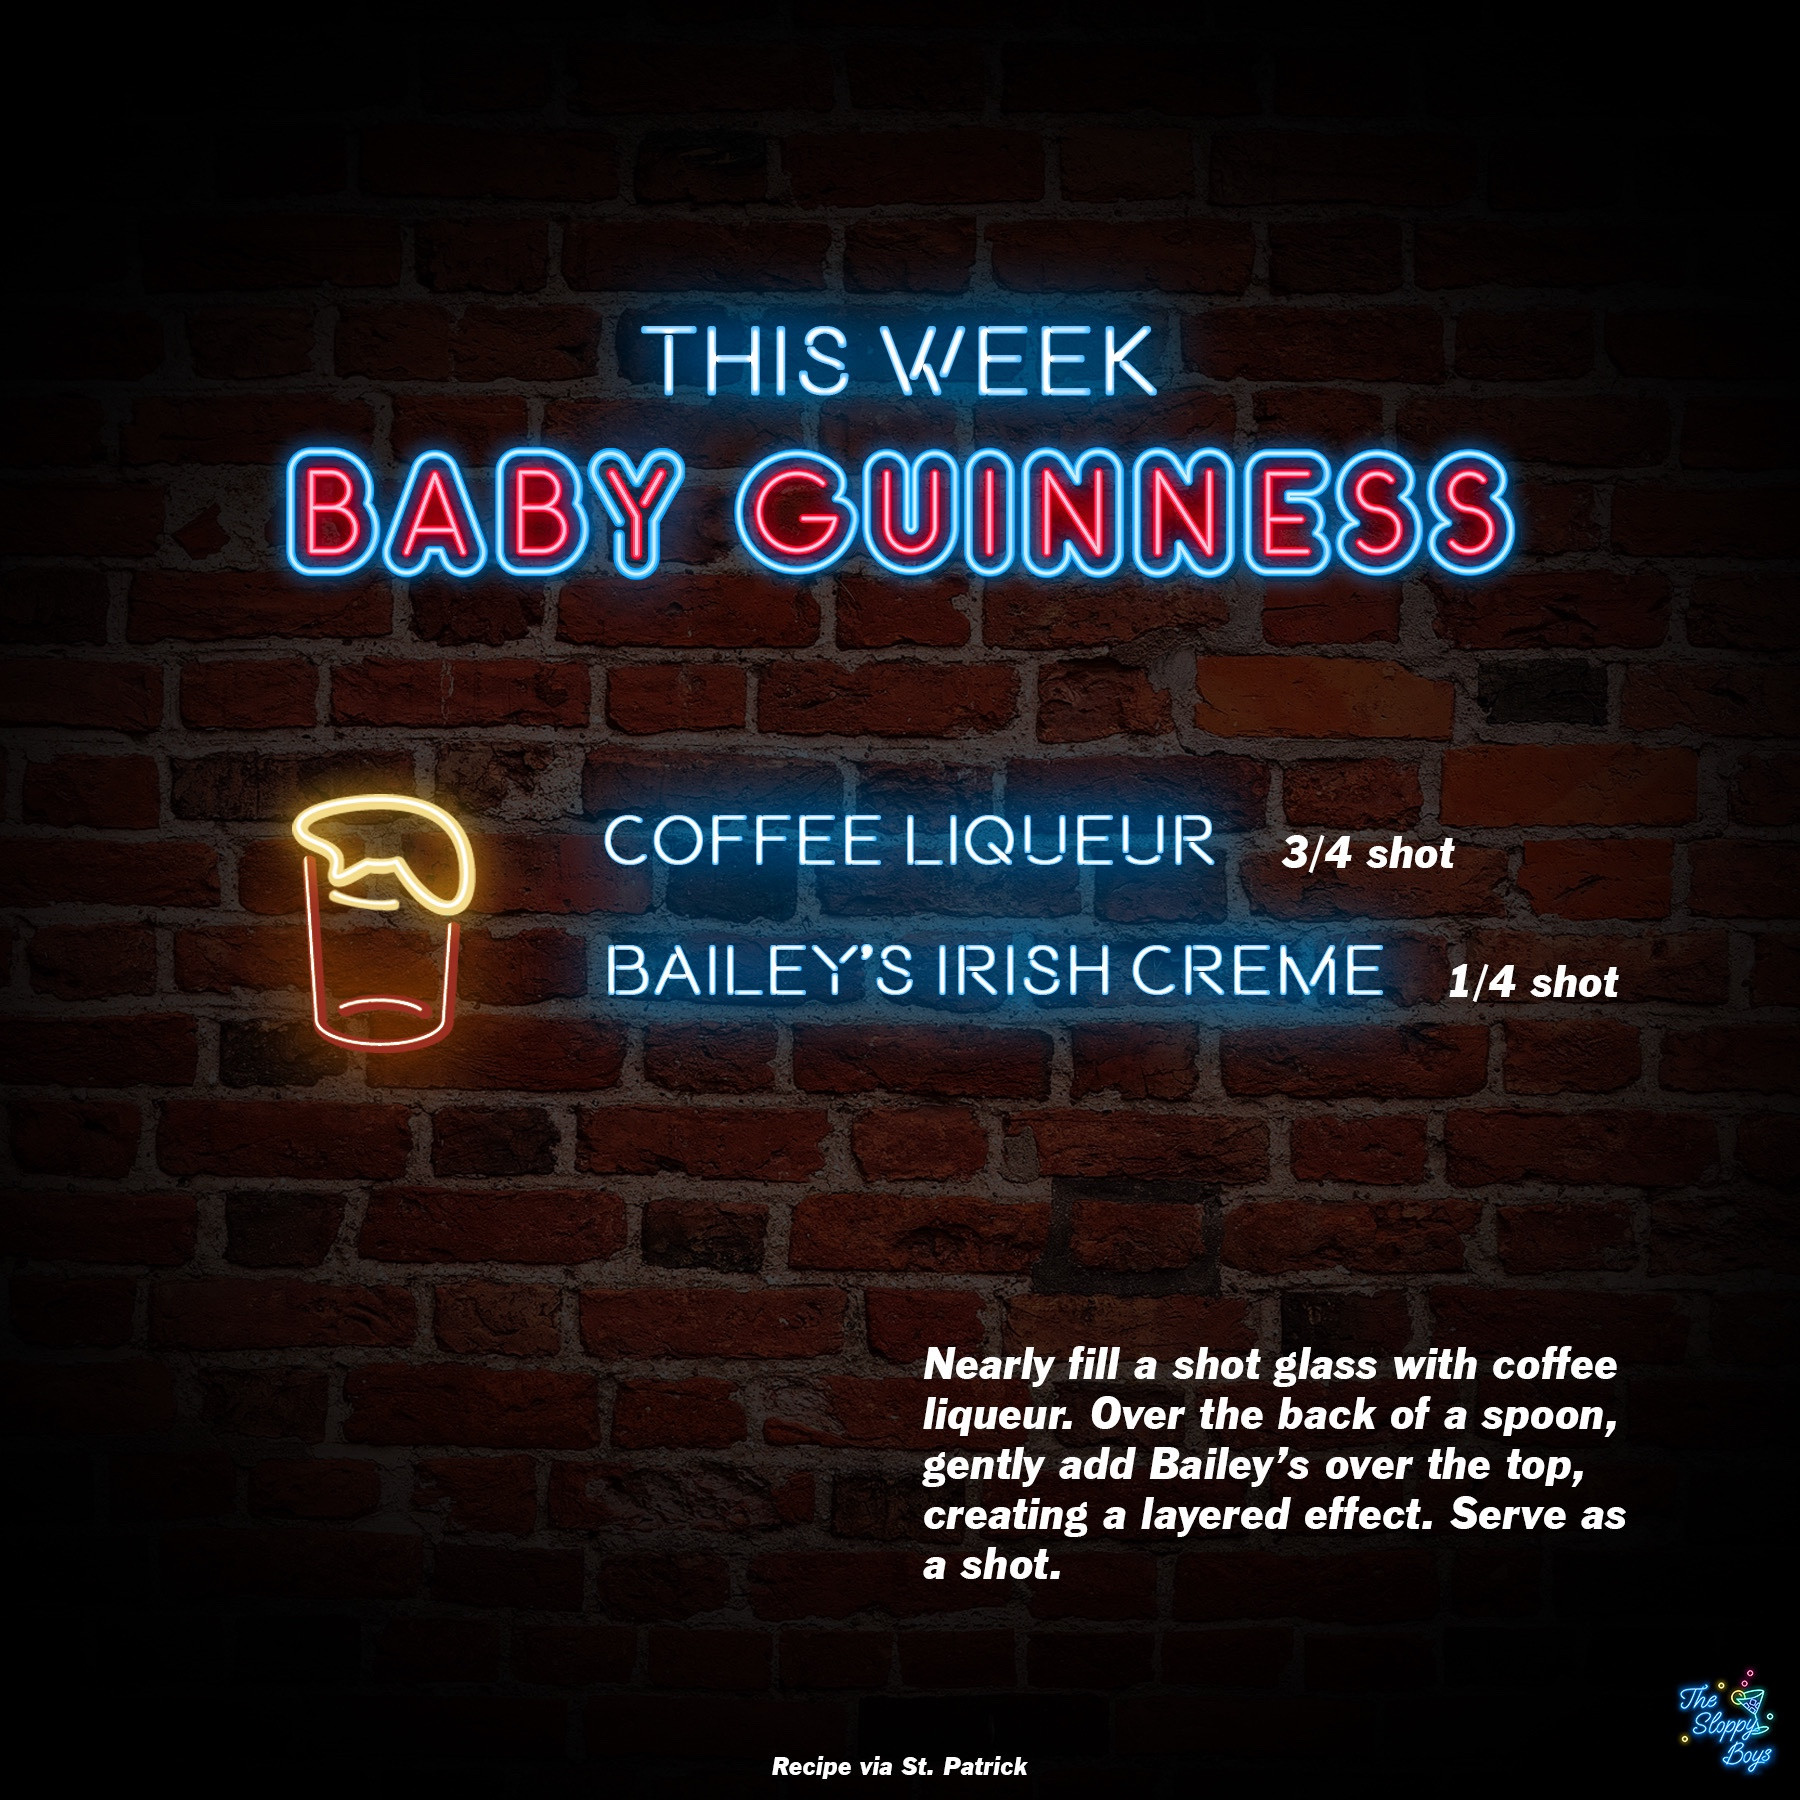 THIS WEEK
BABY GUINNESS
COFFEE LIQUEUR 3/4 shot
BAILEY'S IRISH CREME 1/4 shot
Nearly fill a shot glass with coffee
liqueur. Over the back of a spoon,
gently add Bailey's over the top,
creating a layered effect. Serve as
a shot.
The
Sloppy
Boys
Recipe via St. Patrick